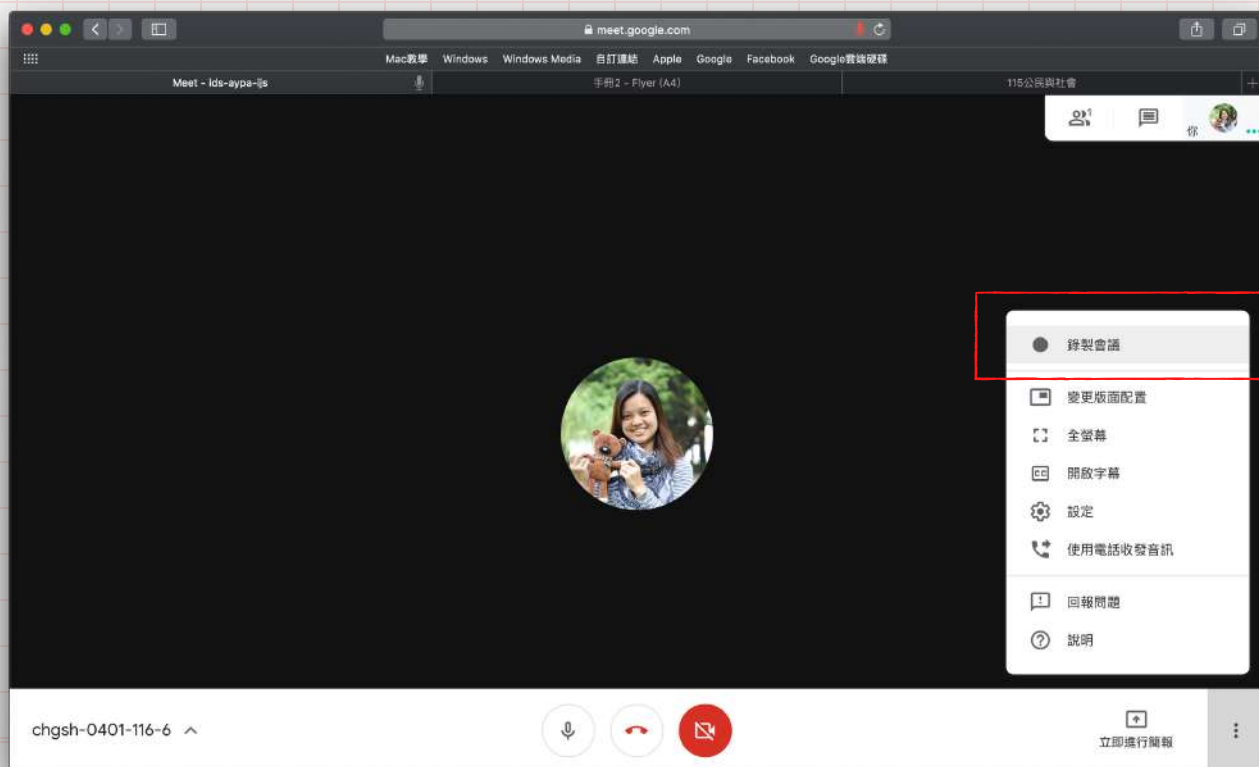 meet.google.com
Mac教學 Windows Windows Media 自訂連結 Apple Google Facebook Google雲端硬碟
Meet - lds-aypa-ijs 手冊2 - Flyer (A4) 115公民與社會
1
你
錄製會議
變更版面配置
全螢幕
CC 開啟字幕
設定
使用電話收發音訊
回報問題
說明
chgsh-0401-116-6
立即進行簡報